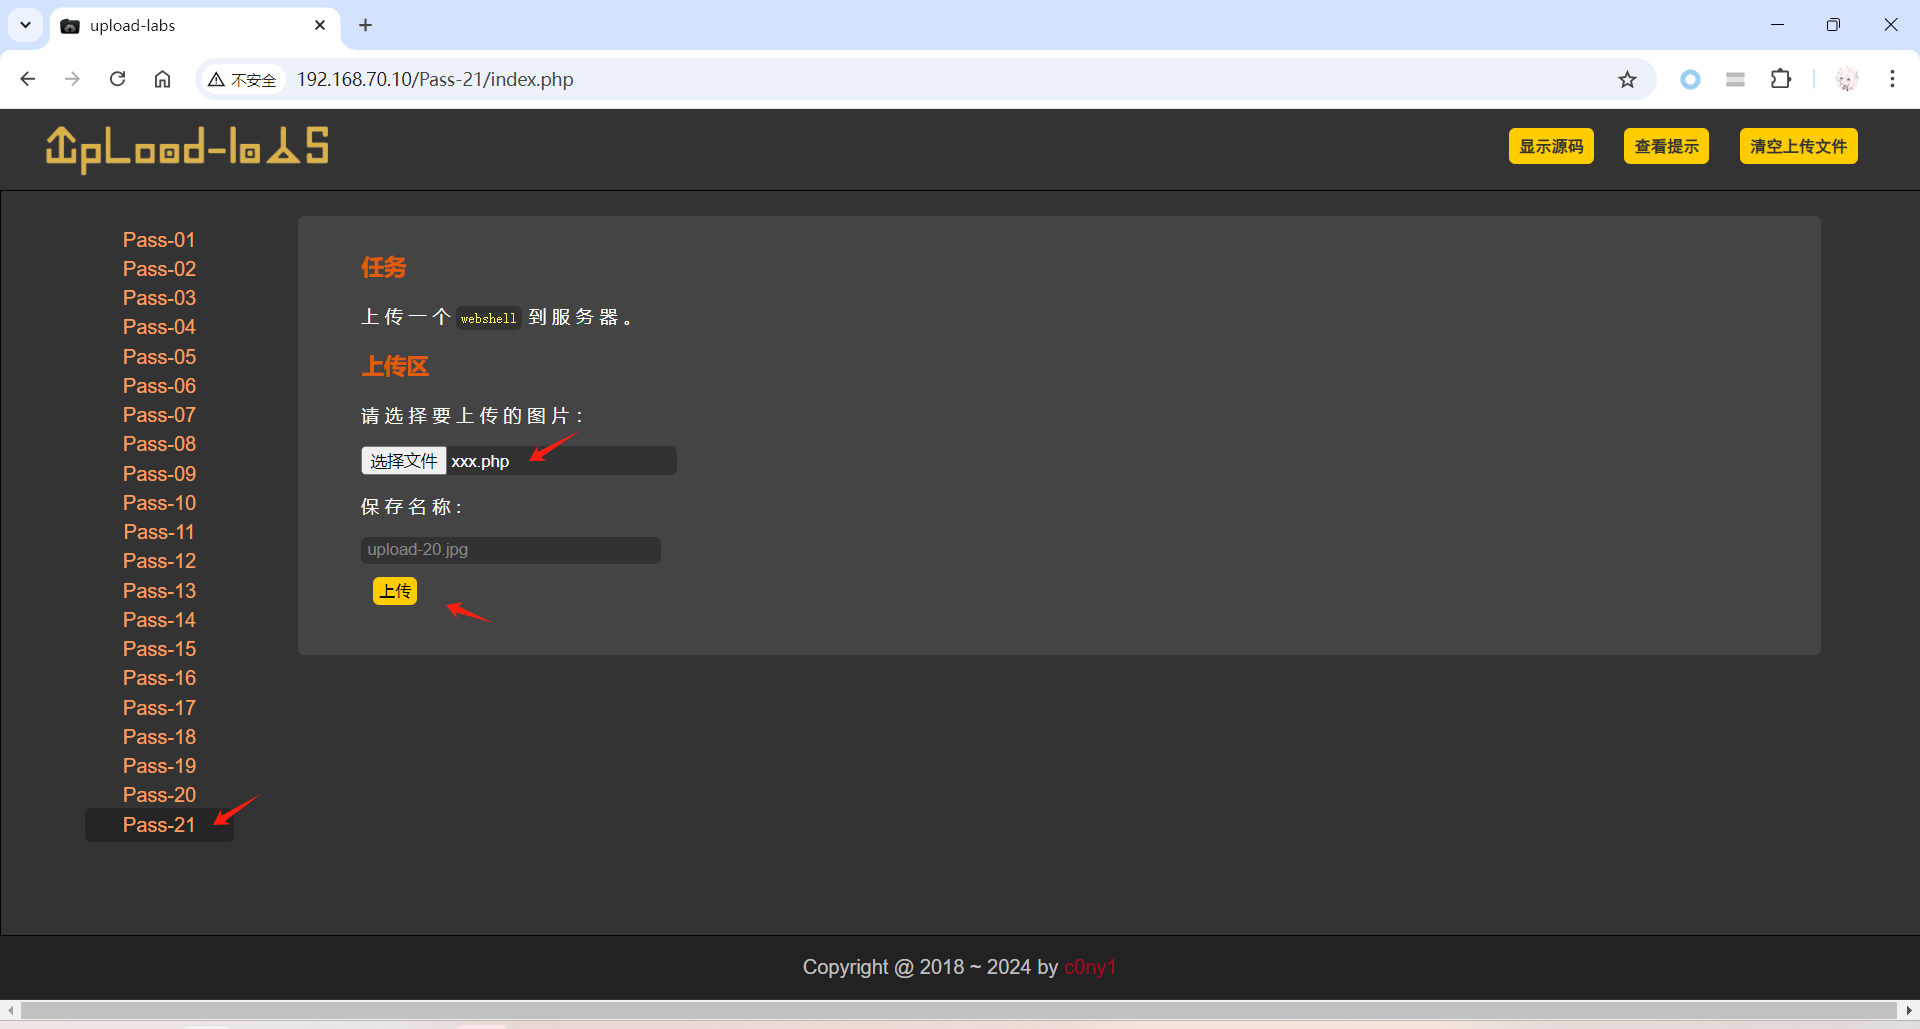 upload-labs
不安全 192.168.70.10/Pass-21/index.php
UpLoad-labs
显示源码 查看提示 清空上传文件
Pass-01
Pass-02
Pass-03
Pass-04
Pass-05
Pass-06
Pass-07
Pass-08
Pass-09
Pass-10
Pass-11
Pass-12
Pass-13
Pass-14
Pass-15
Pass-16
Pass-17
Pass-18
Pass-19
Pass-20
Pass-21
任务
上传一个 webshell 到服务器。
上传区
请选择要上传的图片：
选择文件 xxx.php
保存名称：
upload-20.jpg
上传
Copyright @ 2018 ~ 2024 by c0ny1